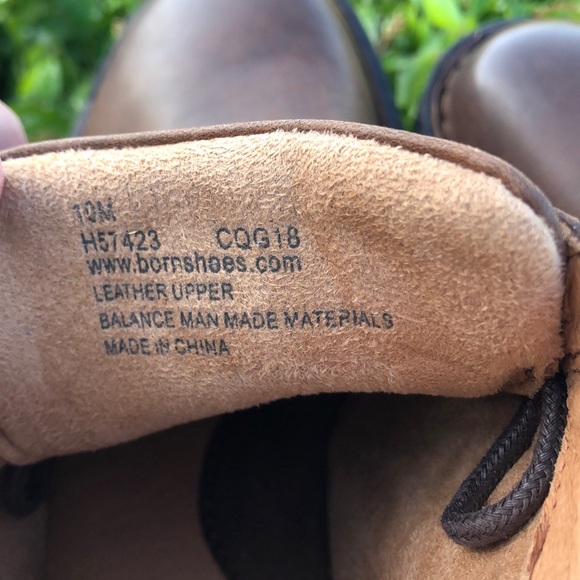 10M
H57423 CQG18
www.bornshoes.com
LEATHER UPPER
BALANCE MAN MADE MATERIALS
MADE IN CHINA